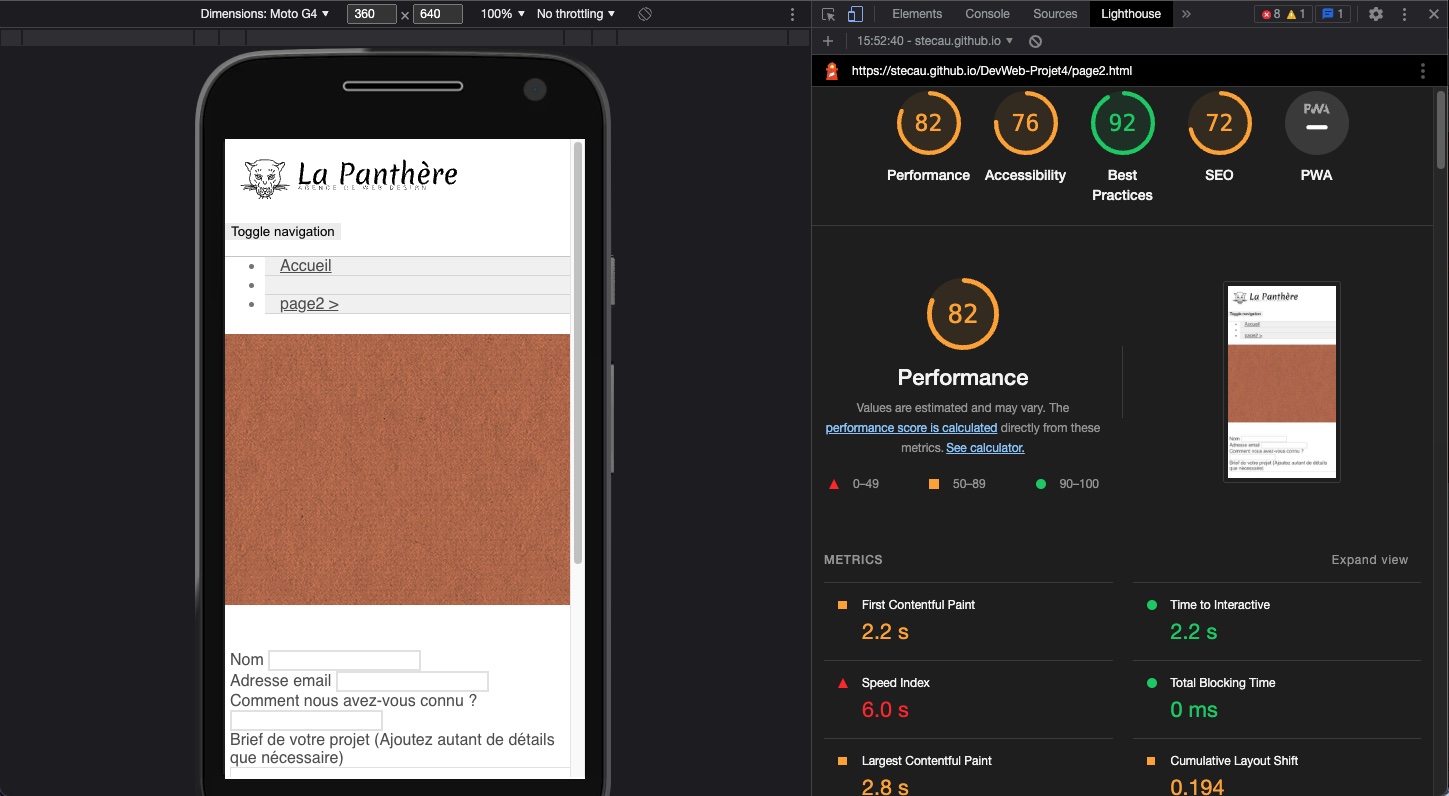 Dimensions: Moto G4 ▼ 360 × 640 100% ▼ No throttling ▼
Elements Console Sources Lighthouse » 8 1 1
15:52:40 - stecau.github.io ▼
https://stecau.github.io/DevWeb-Projet4/page2.html
La Panthère
AGENCE DE WEB DESIGN
Toggle navigation
Accueil
page2 >
Nom
Adresse email
Comment nous avez-vous connu ?
Brief de votre projet (Ajoutez autant de détails
que nécessaire)
82 76 92 72 PWA
Performance Accessibility Best
Practices SEO PWA
82
Performance
Values are estimated and may vary. The
performance score is calculated directly from these
metrics. See calculator.
0–49 50–89 90–100
La Panthère
Toggle navigation
Accueil
page2 >
Nom
Adresse email
Comment nous avez-vous connu ?
Brief de votre projet (Ajoutez autant de détails
que nécessaire)
METRICS Expand view
First Contentful Paint
2.2 s
Time to Interactive
2.2 s
Speed Index
6.0 s
Total Blocking Time
0 ms
Largest Contentful Paint
2.8 s
Cumulative Layout Shift
0.194